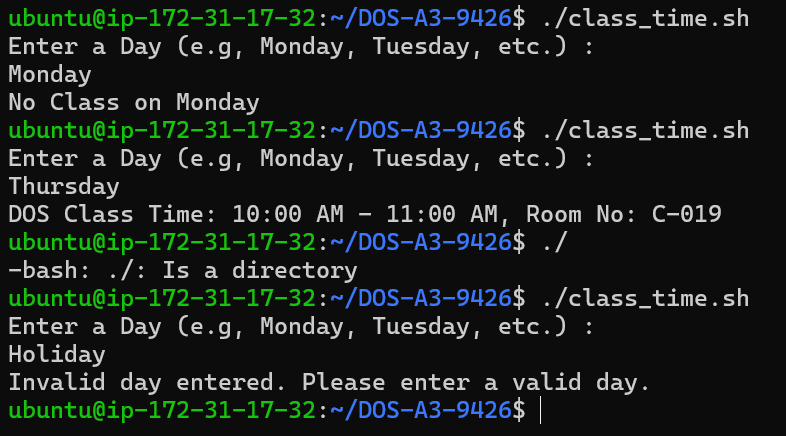 ubuntu@ip-172-31-17-32:~/DOS-A3-9426$ ./class_time.sh
Enter a Day (e.g, Monday, Tuesday, etc.) :
Monday
No Class on Monday
ubuntu@ip-172-31-17-32:~/DOS-A3-9426$ ./class_time.sh
Enter a Day (e.g, Monday, Tuesday, etc.) :
Thursday
DOS Class Time: 10:00 AM - 11:00 AM, Room No: C-019
ubuntu@ip-172-31-17-32:~/DOS-A3-9426$ ./
-bash: ./: Is a directory
ubuntu@ip-172-31-17-32:~/DOS-A3-9426$ ./class_time.sh
Enter a Day (e.g, Monday, Tuesday, etc.) :
Holiday
Invalid day entered. Please enter a valid day.
ubuntu@ip-172-31-17-32:~/DOS-A3-9426$